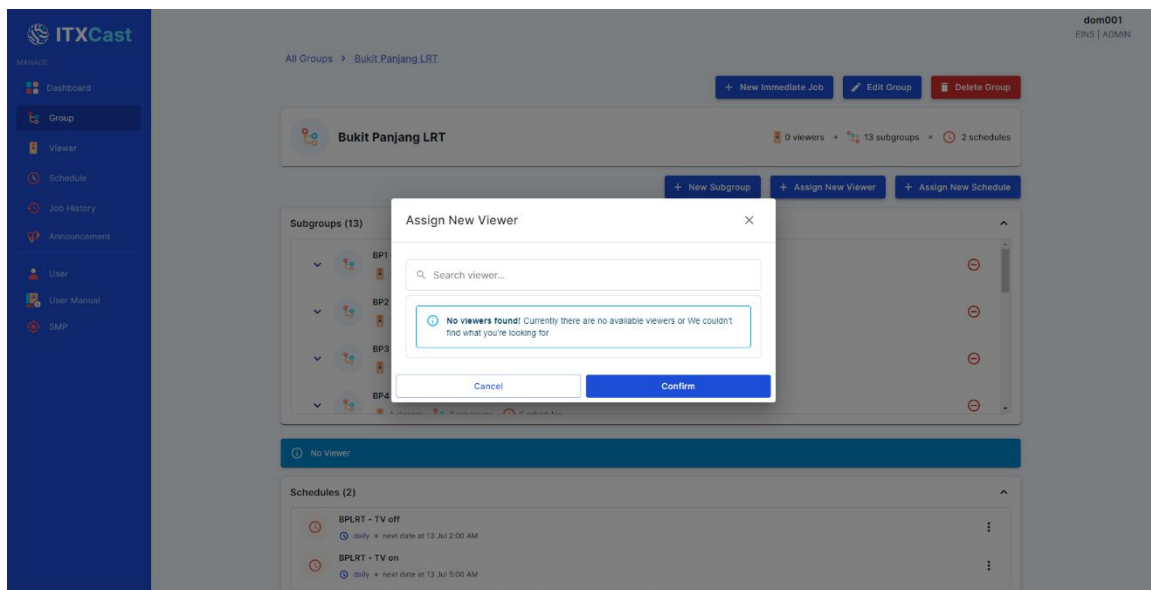 ITXCast
dom001
EINS | ADMIN
MANAGE
Dashboard
Group
Viewer
Schedule
Job History
Announcement
User
User Manual
SMP
All Groups > Bukit Panjang LRT
+ New Immediate Job
Edit Group
Delete Group
Bukit Panjang LRT
0 viewers • 13 subgroups • 2 schedules
+ New Subgroup
+ Assign New Viewer
+ Assign New Schedule
Subgroups (13)
BP1
BP2
BP3
BP4
Assign New Viewer
Search viewer...
No viewers found! Currently there are no available viewers or We couldn't
find what you're looking for
Cancel
Confirm
No Viewer
Schedules (2)
BPLRT - TV off
daily • next date at 13 Jul 2:00 AM
BPLRT - TV on
daily • next date at 13 Jul 5:00 AM